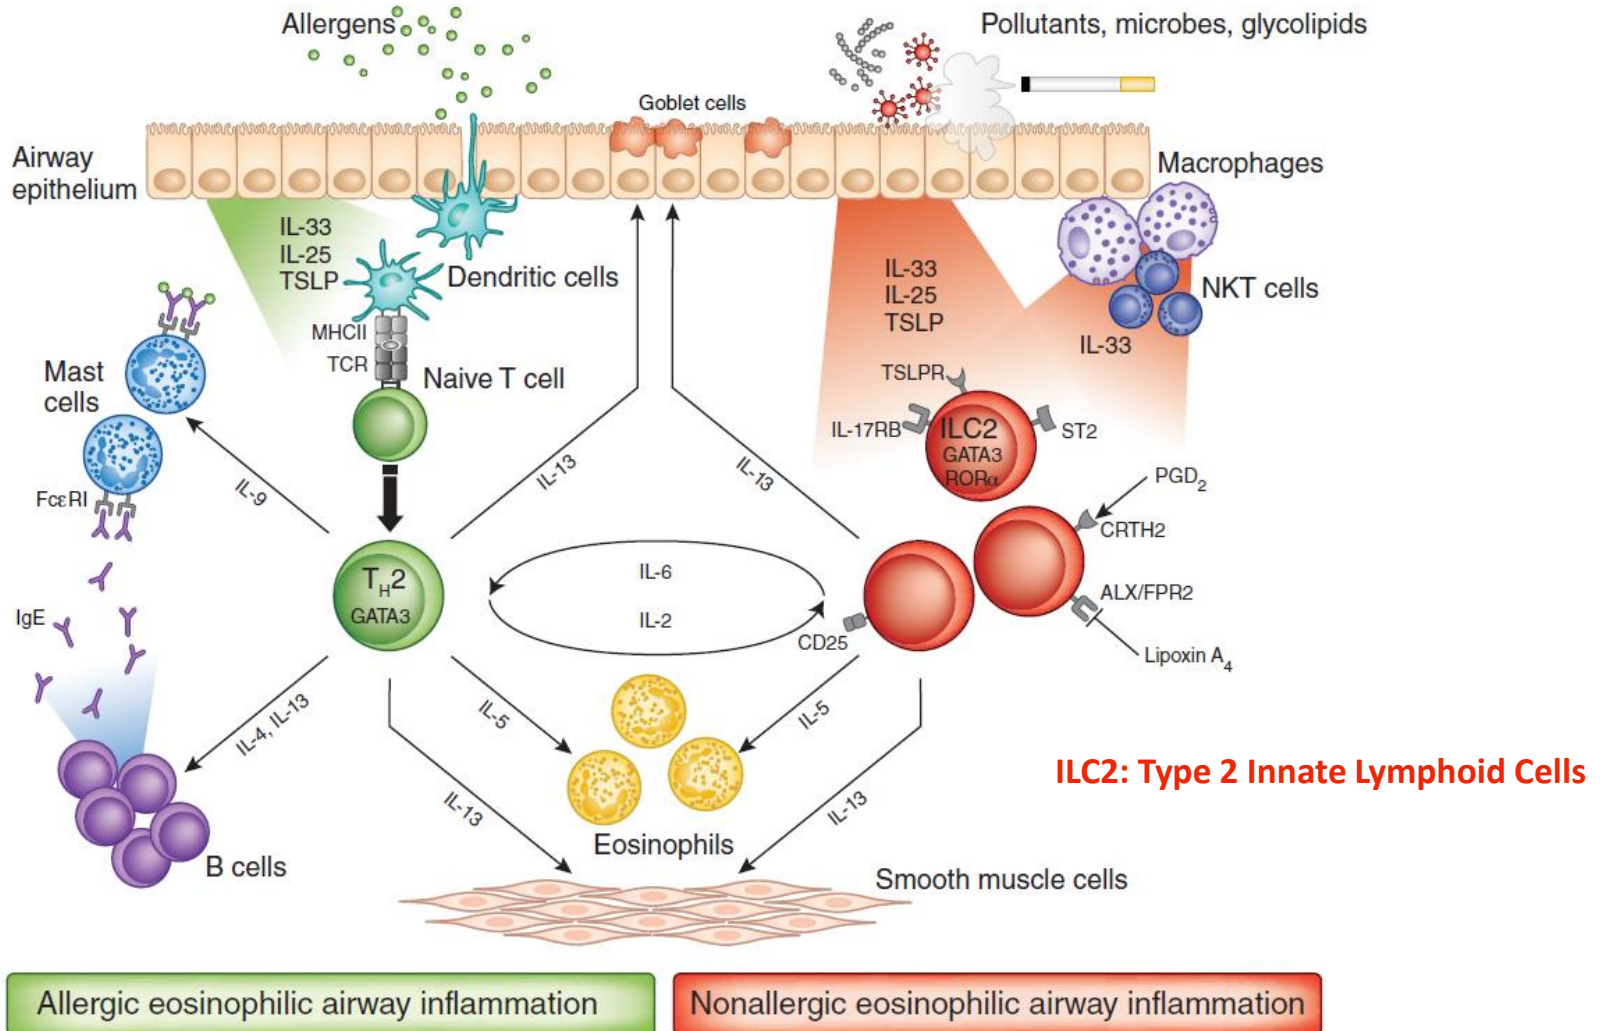 Allergens
Pollutants, microbes, glycolipids
Goblet cells
Airway
epithelium
Macrophages
IL-33
IL-25
TSLP
Dendritic cells
IL-33
IL-25
TSLP
NKT cells
IL-33
MHCII
TCR
Naive T cell
Mast
cells
TSLPR
IL-17RB
ILC2
GATA3
RORα
ST2
FcεRI
IL-9
IL-13
IL-13
PGD2
CRTH2
TH2
GATA3
IL-6
IL-2
CD25
ALX/FPR2
Lipoxin A4
IgE
IL-4, IL-13
IL-5
IL-5
IL-13
IL-13
Eosinophils
B cells
Smooth muscle cells
ILC2: Type 2 Innate Lymphoid Cells
Allergic eosinophilic airway inflammation
Nonallergic eosinophilic airway inflammation